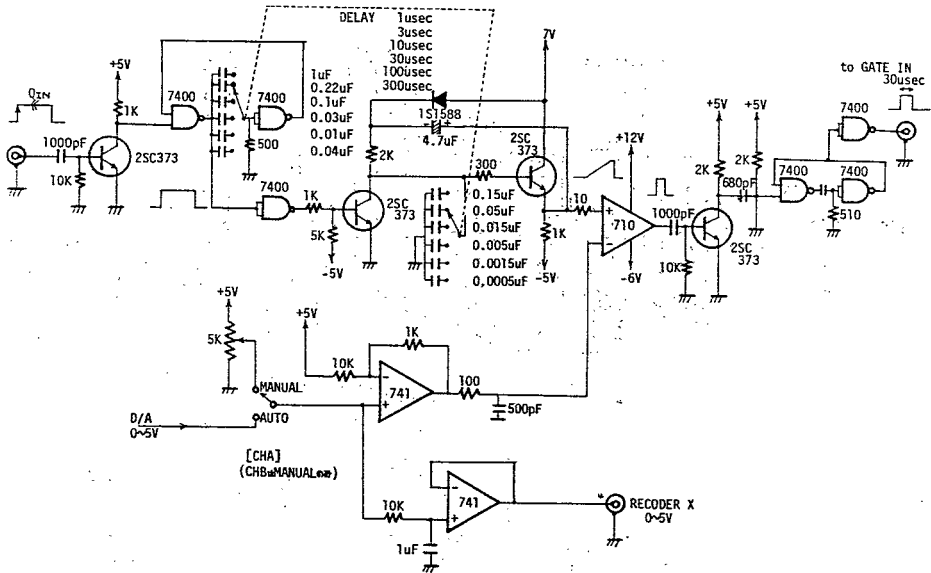 DELAY 1usec
3usec
10usec
30usec
100usec
300usec
+5V
7V
QIN
7400
7400
1uF
0.22uF
0.1uF
0.03uF
0.01uF
0.04uF
1K
1000pF
2SC373
10K
500
1S1588
- +
4.7uF
2K
2SC
373
300
+12V
to GATE IN
30usec
7400
+5V +5V
2K
2K
680pF
7400
7400
510
7400
1K
5K
-5V
2SC
373
0.15uF
0.05uF
0.015uF
0.005uF
0.0015uF
0.0005uF
10
1K
-5V
+
-
710
-6V
1000pF
10K
2SC
373
+5V
5K
+5V
1K
10K
-
+
741
100
500pF
MANUAL
AUTO
D/A
0~5V
[CHA]
10K
-
+
741
1uF
RECODER X
0~5V